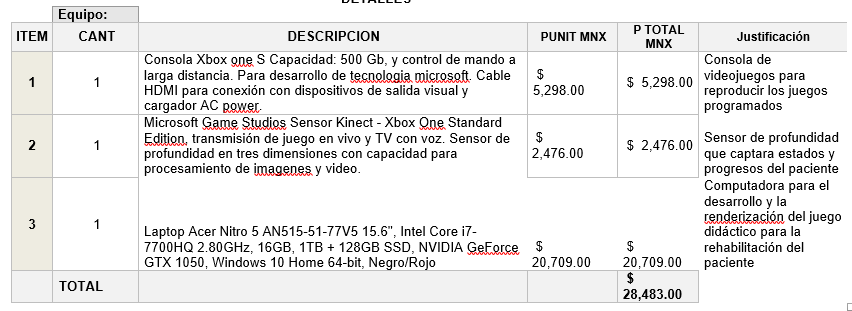 DETALLES
Equipo:
ITEM CANT DESCRIPCION PUNIT MNX P TOTAL MNX Justificación
1
1
Consola Xbox one S Capacidad: 500 Gb, y control de mando a
larga distancia. Para desarrollo de tecnologia microsoft. Cable
HDMI para conexión con dispositivos de salida visual y
cargador AC power.
$
5,298.00
$ 5,298.00
Consola de
videojuegos para
reproducir los juegos
programados
2
1
Microsoft Game Studios Sensor Kinect - Xbox One Standard
Edition, transmisión de juego en vivo y TV con voz. Sensor de
profundidad en tres dimensiones con capacidad para
procesamiento de imagenes y video.
$
2,476.00
$ 2,476.00
Sensor de profundidad
que captara estados y
progresos del paciente
3
1
Laptop Acer Nitro 5 AN515-51-77V5 15.6", Intel Core i7-
7700HQ 2.80GHz, 16GB, 1TB + 128GB SSD, NVIDIA GeForce
GTX 1050, Windows 10 Home 64-bit, Negro/Rojo
$
20,709.00
$
20,709.00
Computadora para el
desarrollo y la
renderización del juego
didáctico para la
rehabilitación del
paciente
TOTAL
$
28,483.00